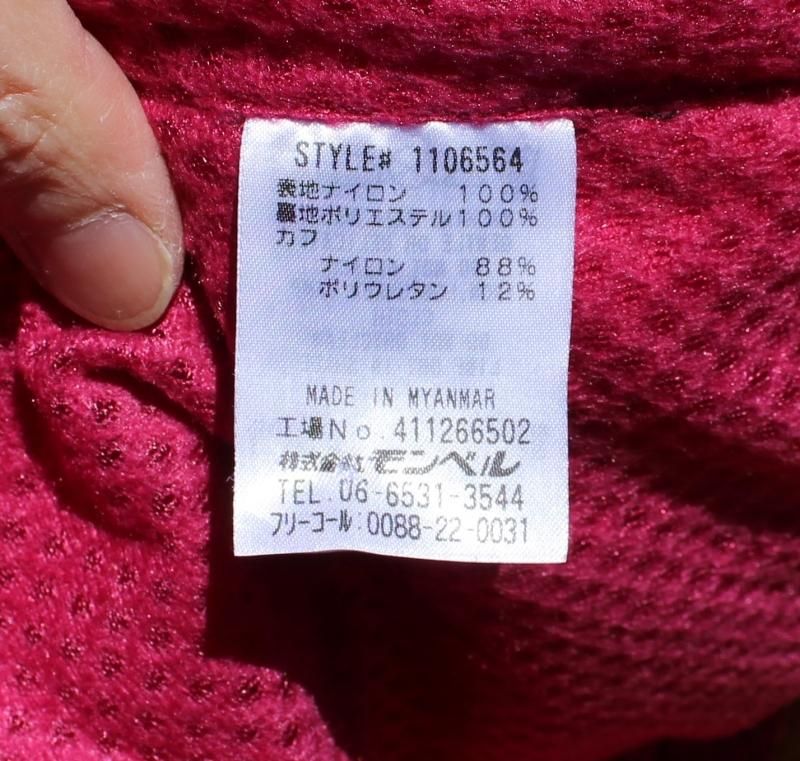 STYLE# 1106564
表地ナイロン 100%
裏地ポリエステル100%
カフ
ナイロン 88%
ポリウレタン 12%
MADE IN MYANMAR
工場No. 411266502
株式会社モンベル
TEL. 06-6531-3544
フリーコール:0088-22-0031